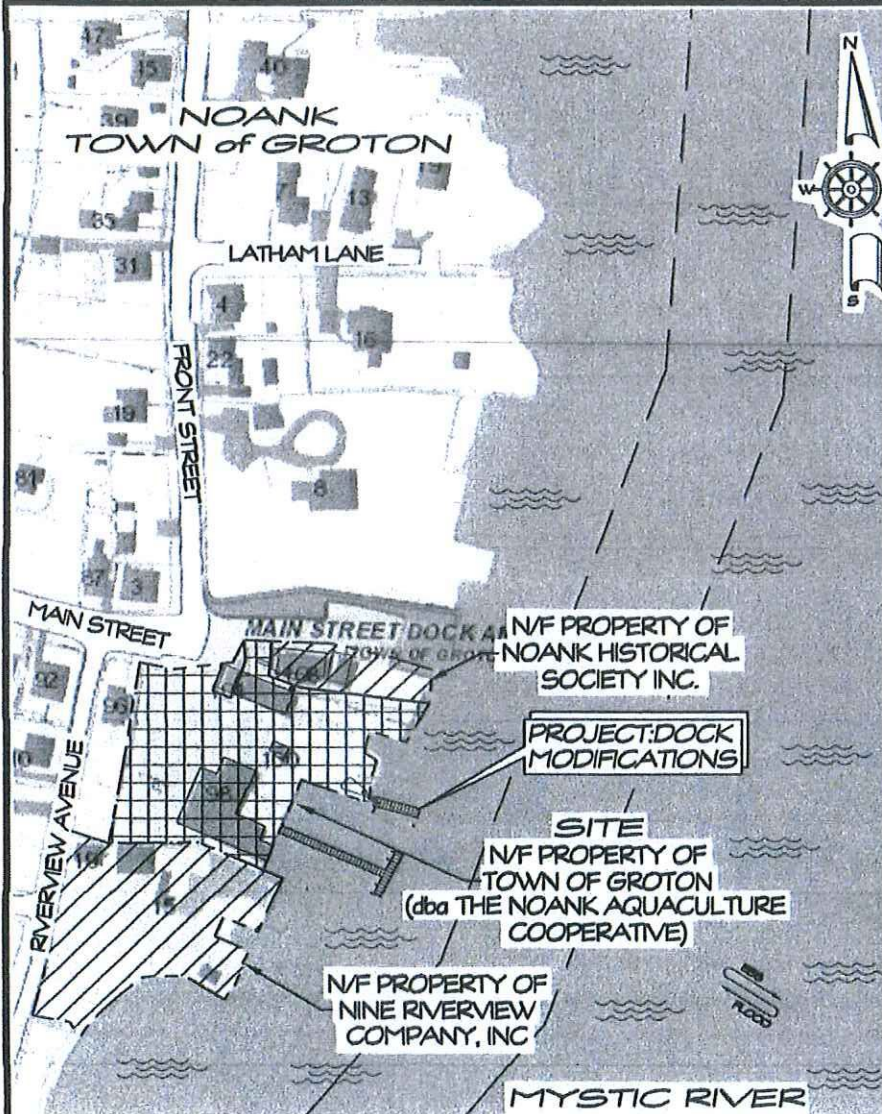 47
15
40
39
NOANK
TOWN of GROTON
7
13
19
35
31
LATHAM LANE
4
22
16
FRONT STREET
19
81
8
87
3
MAIN STREET
MAIN STREET DOCK
TOWN OF
N/F PROPERTY OF
NOANK HISTORICAL
SOCIETY INC.
92
96
100
98
PROJECT:DOCK
MODIFICATIONS
SITE
N/F PROPERTY OF
TOWN OF GROTON
(dba THE NOANK AQUACULTURE
COOPERATIVE)
RIVERVIEW AVENUE
15
N/F PROPERTY OF
NINE RIVERVIEW
COMPANY, INC
FLOOD
MYSTIC RIVER
N
W
S